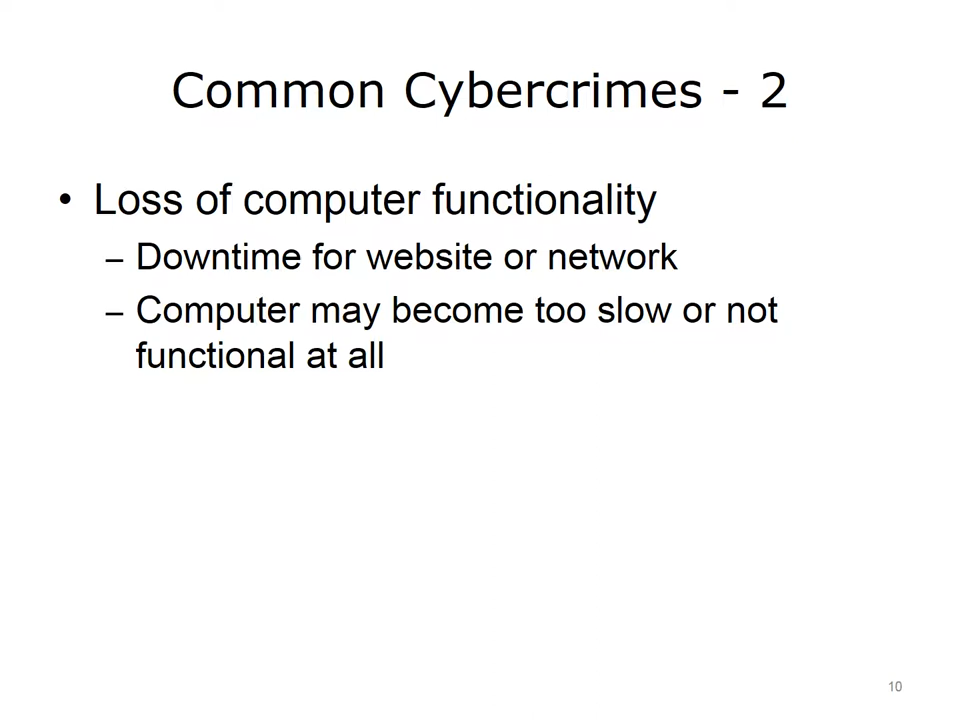 Common Cybercrimes - 2
• Loss of computer functionality
– Downtime for website or network
– Computer may become too slow or not
functional at all
10